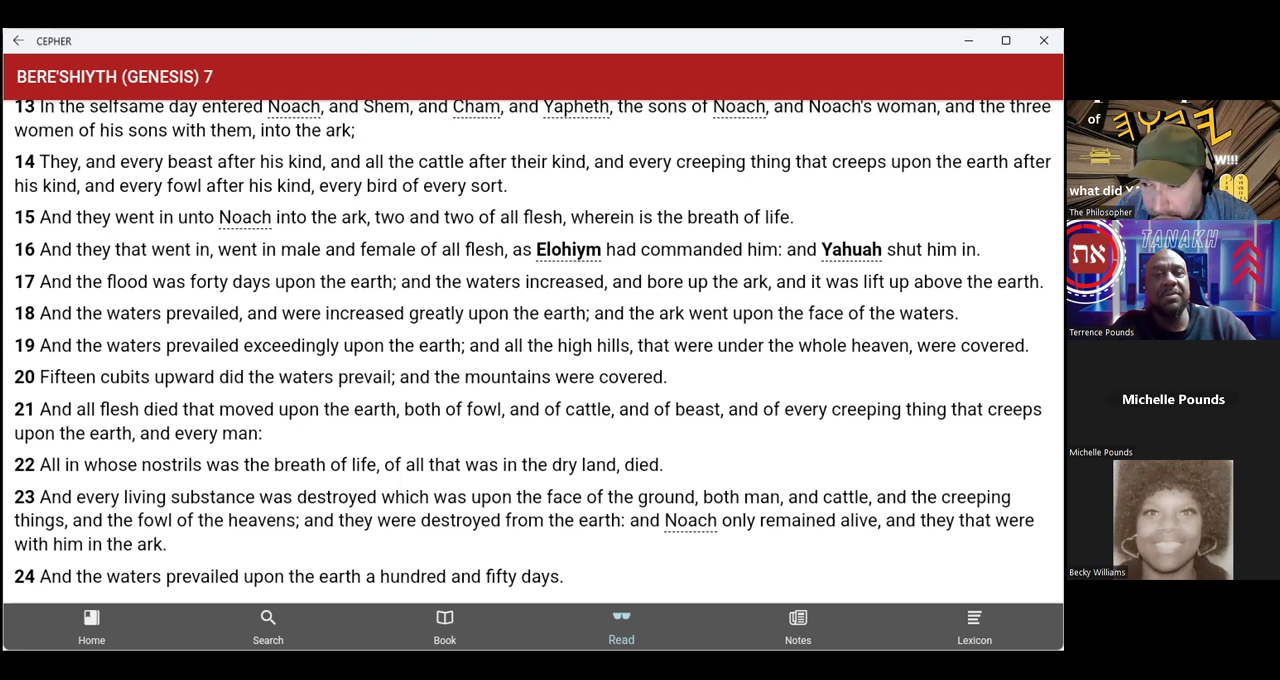 CEPHER
BERE'SHIYTH (GENESIS) 7
13 In the selfsame day entered Noach, and Shem, and Cham, and Yapheth, the sons of Noach, and Noach's woman, and the three
women of his sons with them, into the ark;
14 They, and every beast after his kind, and all the cattle after their kind, and every creeping thing that creeps upon the earth after
his kind, and every fowl after his kind, every bird of every sort.
15 And they went in unto Noach into the ark, two and two of all flesh, wherein is the breath of life.
16 And they that went in, went in male and female of all flesh, as Elohiym had commanded him: and Yahuah shut him in.
17 And the flood was forty days upon the earth; and the waters increased, and bore up the ark, and it was lift up above the earth.
18 And the waters prevailed, and were increased greatly upon the earth; and the ark went upon the face of the waters.
19 And the waters prevailed exceedingly upon the earth; and all the high hills, that were under the whole heaven, were covered.
20 Fifteen cubits upward did the waters prevail; and the mountains were covered.
21 And all flesh died that moved upon the earth, both of fowl, and of cattle, and of beast, and of every creeping thing that creeps
upon the earth, and every man:
22 All in whose nostrils was the breath of life, of all that was in the dry land, died.
23 And every living substance was destroyed which was upon the face of the ground, both man, and cattle, and the creeping
things, and the fowl of the heavens; and they were destroyed from the earth: and Noach only remained alive, and they that were
with him in the ark.
24 And the waters prevailed upon the earth a hundred and fifty days.
Home
Search
Book
Read
Notes
Lexicon
of
W!!!
what did
The Philosopher
את
TANAKH
Terrence Pounds
Michelle Pounds
Michelle Pounds
Becky Williams